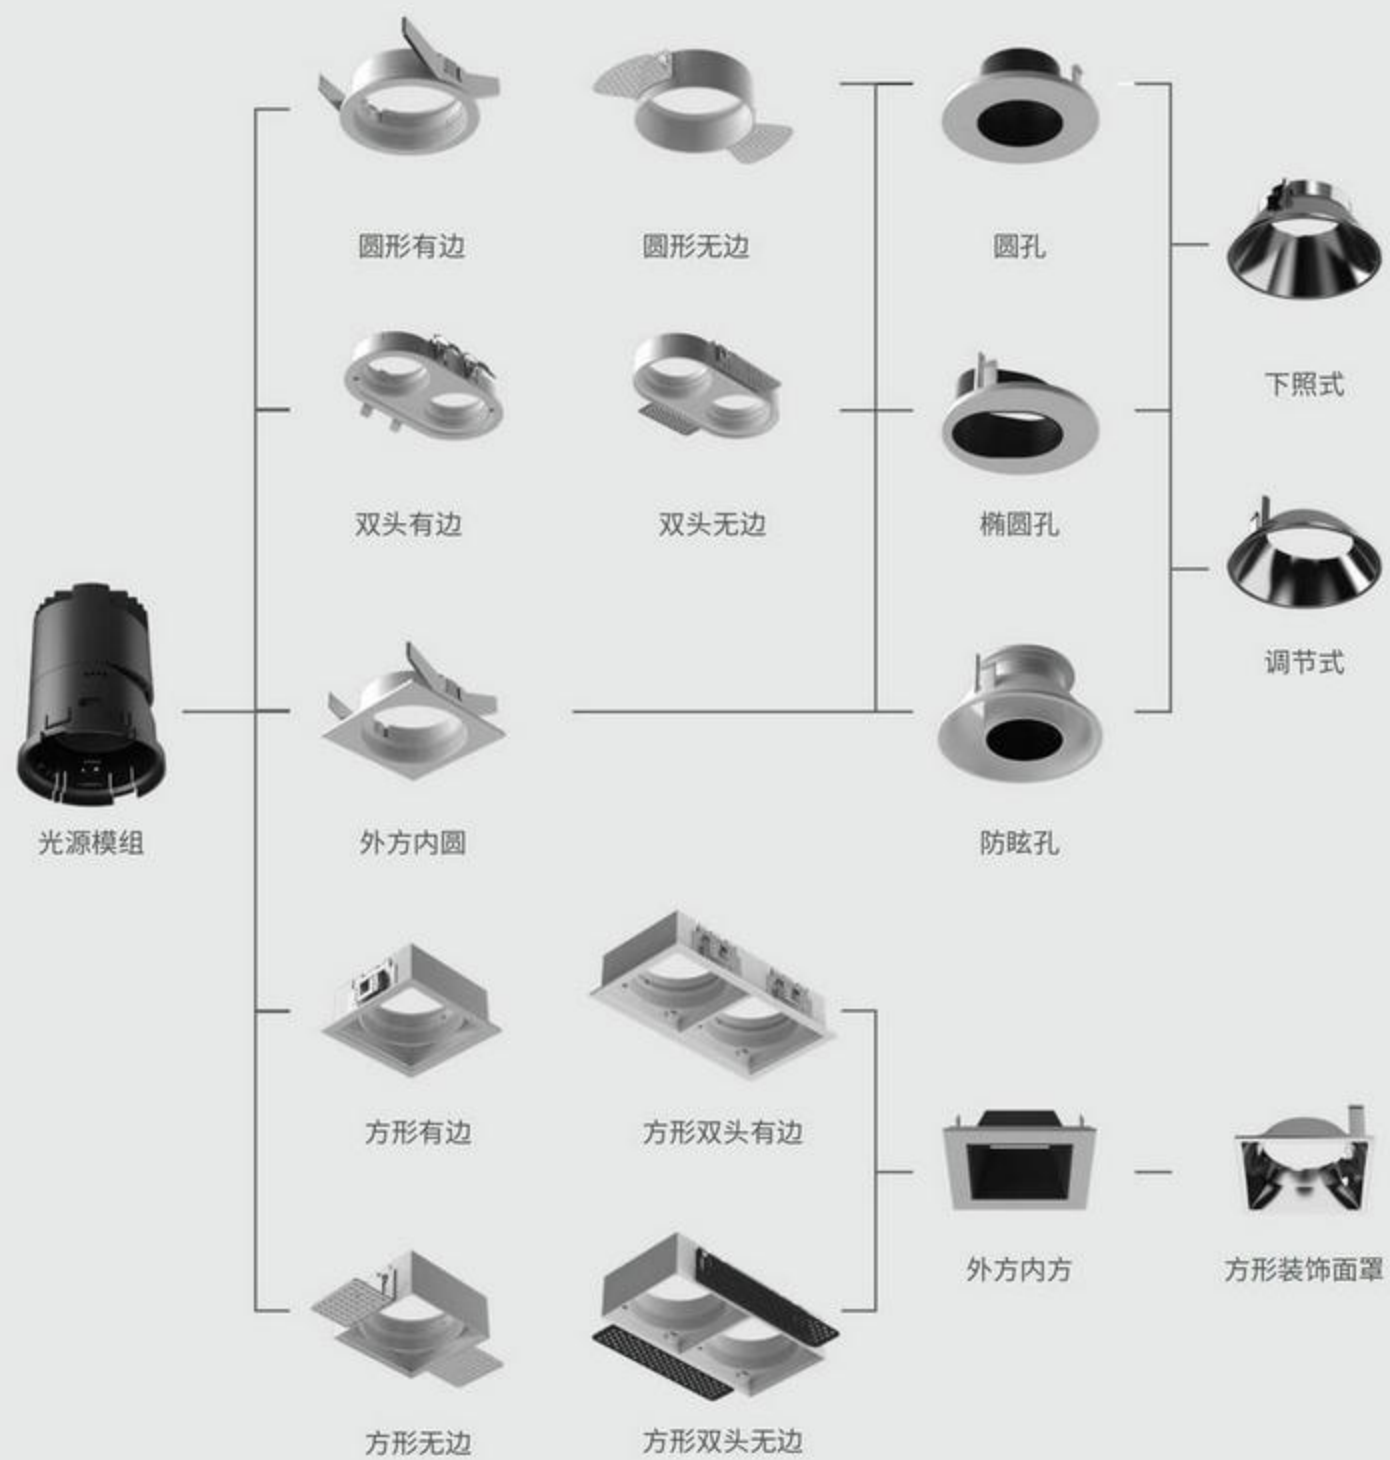 圆形有边
圆形无边
圆孔
下照式
双头有边
双头无边
椭圆孔
调节式
光源模组
外方内圆
防眩孔
方形有边
方形双头有边
外方内方
方形装饰面罩
方形无边
方形双头无边